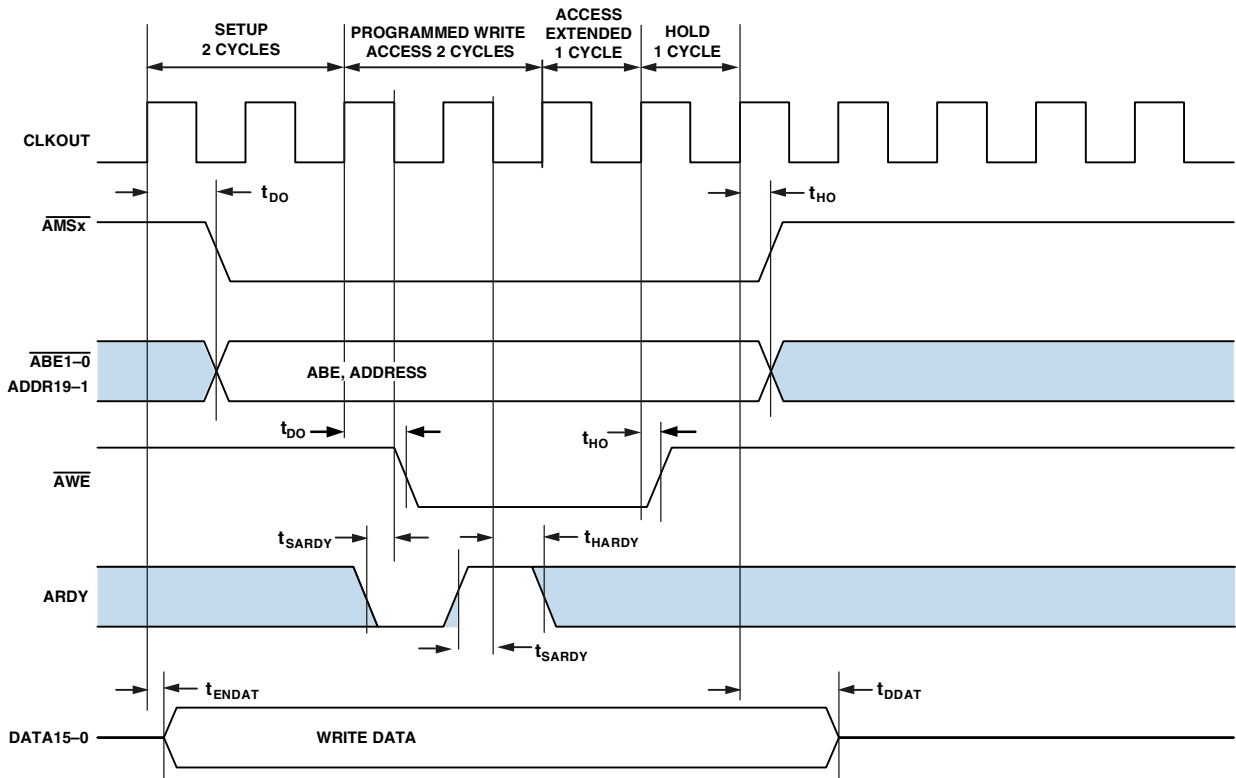 SETUP
2 CYCLES
PROGRAMMED WRITE
ACCESS 2 CYCLES
ACCESS
EXTENDED
1 CYCLE
HOLD
1 CYCLE
CLKOUT
tDO
tHO
AMSx
ABE1–0
ADDR19–1
ABE, ADDRESS
tDO
tHO
AWE
tSARDY
tHARDY
ARDY
tSARDY
tENDAT
tDDAT
DATA15–0
WRITE DATA